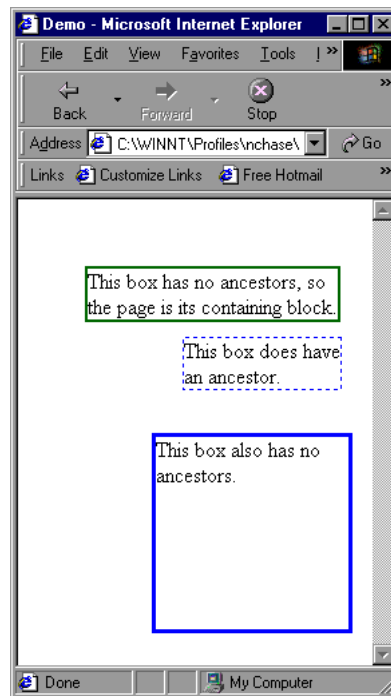 Demo - Microsoft Internet Explorer
File Edit View Favorites Tools »
Back Forward Stop »
Address C:\WINNT\Profiles\nchase\ Go
Links Customize Links Free Hotmail »
This box has no ancestors, so
the page is its containing block.
This box does have
an ancestor.
This box also has no
ancestors.
Done My Computer